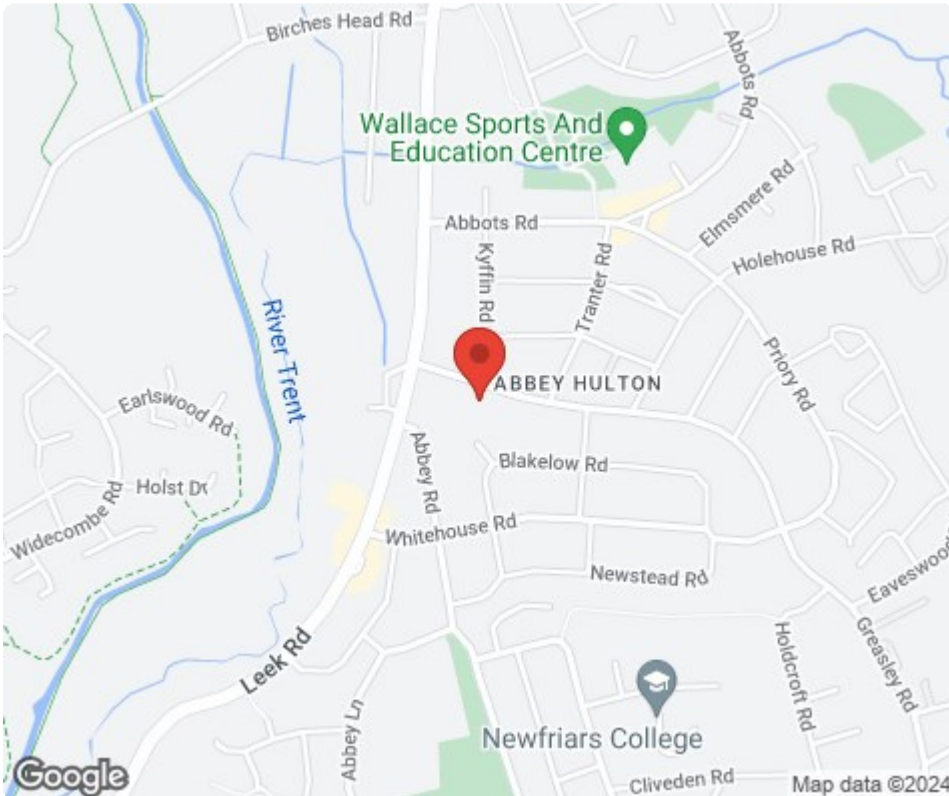 Birches Head Rd
Abbots Rd
Wallace Sports And
Education Centre
Elmsmere Rd
Abbots Rd
Kyffin Rd
Tranter Rd
Holehouse Rd
River Trent
Priory Rd
ABBEY HULTON
Earlswood Rd
Holst Dr
Widecombe Rd
Abbey Rd
Blakelow Rd
Whitehouse Rd
Newstead Rd
Eaveswood
Leek Rd
Holdcroft Rd
Greasley Rd
Abbey Ln
Newfriars College
Cliveden Rd
Google
Map data ©2024